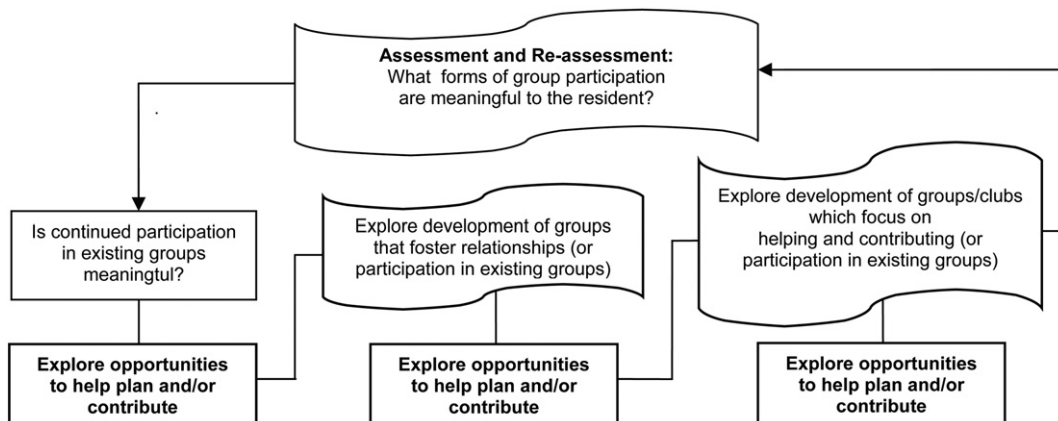 Assessment and Re-assessment:
What forms of group participation
are meaningful to the resident?
Is continued participation
in existing groups
meaningtul?
Explore development of groups
that foster relationships (or
participation in existing groups)
Explore development of groups/clubs
which focus on
helping and contributing (or
participation in existing groups)
Explore opportunities
to help plan and/or
contribute
Explore opportunities
to help plan and/or
contribute
Explore opportunities
to help plan and/or
contribute